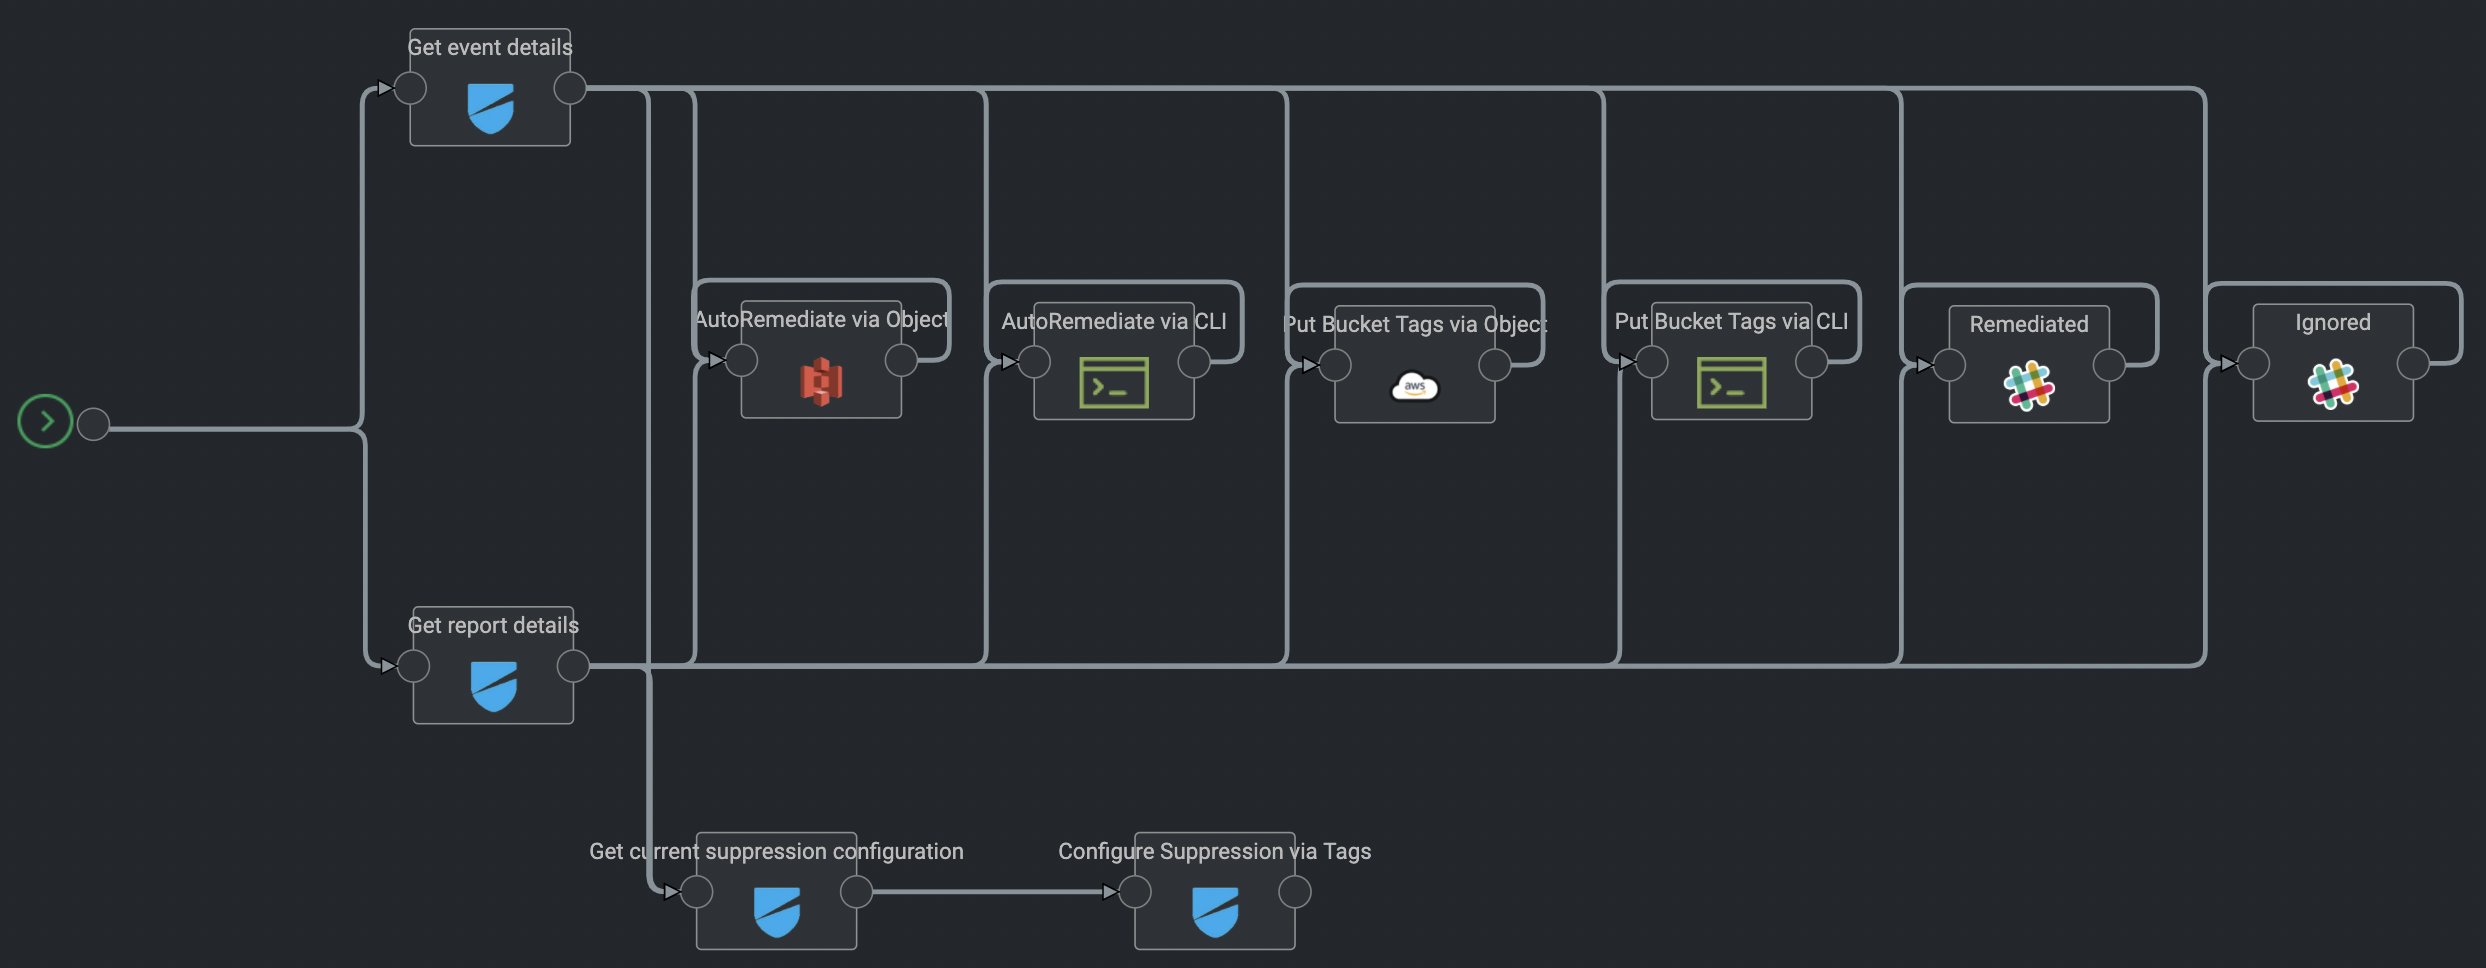 Get event details
AutoRemediate via Object
AutoRemediate via CLI
Put Bucket Tags via Object
aws
Put Bucket Tags via CLI
Remediated
Ignored
Get report details
Get current suppression configuration
Configure Suppression via Tags